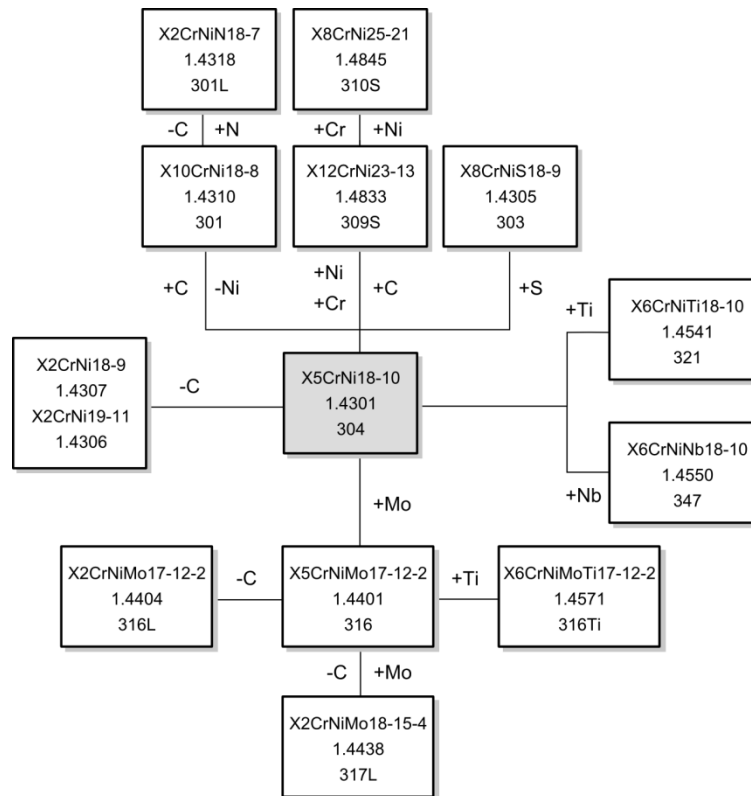 X2CrNiN18-7
1.4318
301L
X8CrNi25-21
1.4845
310S
-C
+N
+Cr
+Ni
X10CrNi18-8
1.4310
301
X12CrNi23-13
1.4833
309S
X8CrNiS18-9
1.4305
303
+C
-Ni
+Ni
+Cr
+C
+S
+Ti
X6CrNiTi18-10
1.4541
321
X2CrNi18-9
1.4307
X2CrNi19-11
1.4306
-C
X5CrNi18-10
1.4301
304
X6CrNiNb18-10
1.4550
347
+Nb
+Mo
X2CrNiMo17-12-2
1.4404
316L
-C
X5CrNiMo17-12-2
1.4401
316
+Ti
X6CrNiMoTi17-12-2
1.4571
316Ti
-C
+Mo
X2CrNiMo18-15-4
1.4438
317L